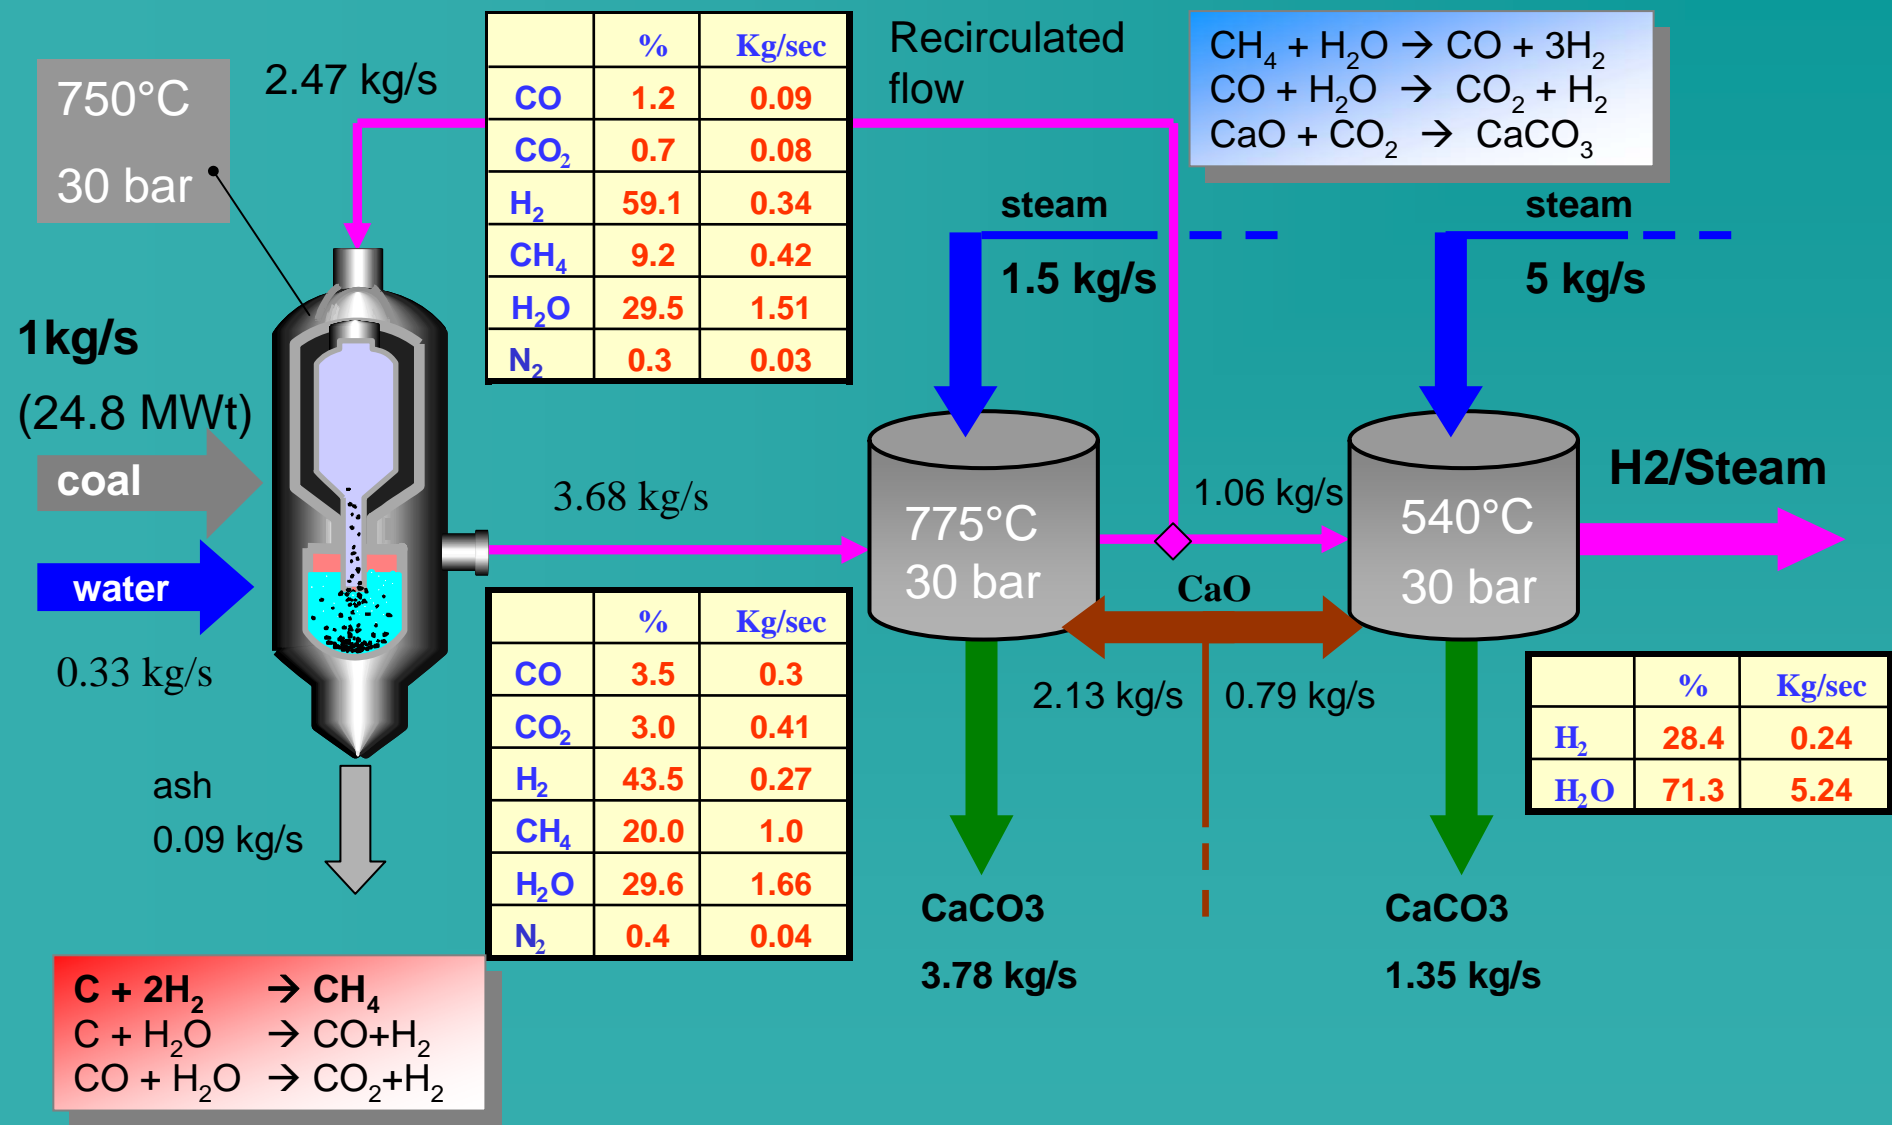 750°C
30 bar
2.47 kg/s
% Kg/sec
CO 1.2 0.09
CO2 0.7 0.08
H2 59.1 0.34
CH4 9.2 0.42
H2O 29.5 1.51
N2 0.3 0.03
Recirculated
flow
CH4 + H2O → CO + 3H2
CO + H2O → CO2 + H2
CaO + CO2 → CaCO3
steam
1.5 kg/s
steam
5 kg/s
1kg/s
(24.8 MWt)
coal
water
0.33 kg/s
ash
0.09 kg/s
3.68 kg/s
775°C
30 bar
1.06 kg/s
CaO
540°C
30 bar
H2/Steam
2.13 kg/s
0.79 kg/s
% Kg/sec
CO 3.5 0.3
CO2 3.0 0.41
H2 43.5 0.27
CH4 20.0 1.0
H2O 29.6 1.66
N2 0.4 0.04
% Kg/sec
H2 28.4 0.24
H2O 71.3 5.24
CaCO3
3.78 kg/s
CaCO3
1.35 kg/s
C + 2H2 → CH4
C + H2O → CO+H2
CO + H2O → CO2+H2